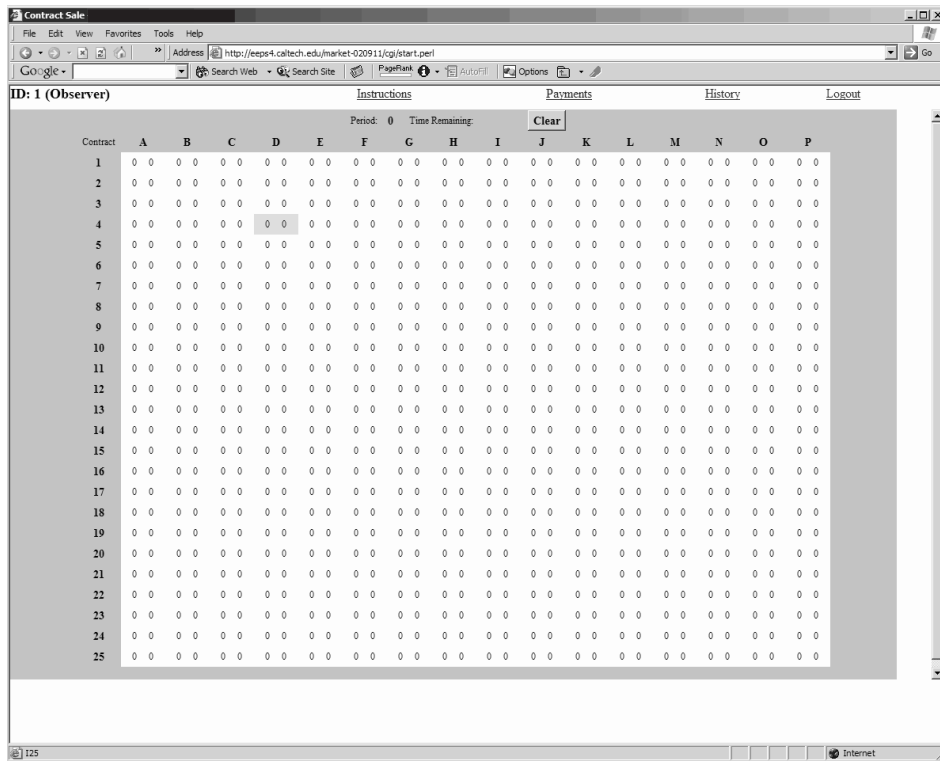 Contract Sale
File Edit View Favorites Tools Help
» Address http://eeps4.caltech.edu/market-020911/cgi/start.perl Go
Google - Search Web Search Site PageRank AutoFill Options
ID: 1 (Observer) Instructions Payments History Logout
Period: 0 Time Remaining: Clear
Contract A B C D E F G H I J K L M N O P
1 0 0 0 0 0 0 0 0 0 0 0 0 0 0 0 0 0 0 0 0 0 0 0 0 0 0 0 0 0 0 0 0
2 0 0 0 0 0 0 0 0 0 0 0 0 0 0 0 0 0 0 0 0 0 0 0 0 0 0 0 0 0 0 0 0
3 0 0 0 0 0 0 0 0 0 0 0 0 0 0 0 0 0 0 0 0 0 0 0 0 0 0 0 0 0 0 0 0
4 0 0 0 0 0 0 0 0 0 0 0 0 0 0 0 0 0 0 0 0 0 0 0 0 0 0 0 0 0 0 0 0
5 0 0 0 0 0 0 0 0 0 0 0 0 0 0 0 0 0 0 0 0 0 0 0 0 0 0 0 0 0 0 0 0
6 0 0 0 0 0 0 0 0 0 0 0 0 0 0 0 0 0 0 0 0 0 0 0 0 0 0 0 0 0 0 0 0
7 0 0 0 0 0 0 0 0 0 0 0 0 0 0 0 0 0 0 0 0 0 0 0 0 0 0 0 0 0 0 0 0
8 0 0 0 0 0 0 0 0 0 0 0 0 0 0 0 0 0 0 0 0 0 0 0 0 0 0 0 0 0 0 0 0
9 0 0 0 0 0 0 0 0 0 0 0 0 0 0 0 0 0 0 0 0 0 0 0 0 0 0 0 0 0 0 0 0
10 0 0 0 0 0 0 0 0 0 0 0 0 0 0 0 0 0 0 0 0 0 0 0 0 0 0 0 0 0 0 0 0
11 0 0 0 0 0 0 0 0 0 0 0 0 0 0 0 0 0 0 0 0 0 0 0 0 0 0 0 0 0 0 0 0
12 0 0 0 0 0 0 0 0 0 0 0 0 0 0 0 0 0 0 0 0 0 0 0 0 0 0 0 0 0 0 0 0
13 0 0 0 0 0 0 0 0 0 0 0 0 0 0 0 0 0 0 0 0 0 0 0 0 0 0 0 0 0 0 0 0
14 0 0 0 0 0 0 0 0 0 0 0 0 0 0 0 0 0 0 0 0 0 0 0 0 0 0 0 0 0 0 0 0
15 0 0 0 0 0 0 0 0 0 0 0 0 0 0 0 0 0 0 0 0 0 0 0 0 0 0 0 0 0 0 0 0
16 0 0 0 0 0 0 0 0 0 0 0 0 0 0 0 0 0 0 0 0 0 0 0 0 0 0 0 0 0 0 0 0
17 0 0 0 0 0 0 0 0 0 0 0 0 0 0 0 0 0 0 0 0 0 0 0 0 0 0 0 0 0 0 0 0
18 0 0 0 0 0 0 0 0 0 0 0 0 0 0 0 0 0 0 0 0 0 0 0 0 0 0 0 0 0 0 0 0
19 0 0 0 0 0 0 0 0 0 0 0 0 0 0 0 0 0 0 0 0 0 0 0 0 0 0 0 0 0 0 0 0
20 0 0 0 0 0 0 0 0 0 0 0 0 0 0 0 0 0 0 0 0 0 0 0 0 0 0 0 0 0 0 0 0
21 0 0 0 0 0 0 0 0 0 0 0 0 0 0 0 0 0 0 0 0 0 0 0 0 0 0 0 0 0 0 0 0
22 0 0 0 0 0 0 0 0 0 0 0 0 0 0 0 0 0 0 0 0 0 0 0 0 0 0 0 0 0 0 0 0
23 0 0 0 0 0 0 0 0 0 0 0 0 0 0 0 0 0 0 0 0 0 0 0 0 0 0 0 0 0 0 0 0
24 0 0 0 0 0 0 0 0 0 0 0 0 0 0 0 0 0 0 0 0 0 0 0 0 0 0 0 0 0 0 0 0
25 0 0 0 0 0 0 0 0 0 0 0 0 0 0 0 0 0 0 0 0 0 0 0 0 0 0 0 0 0 0 0 0
I25 Internet